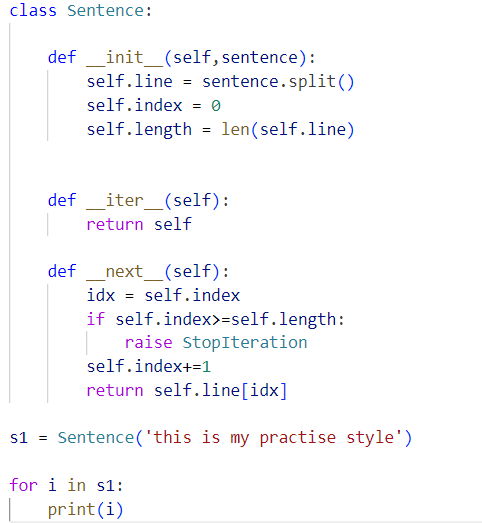 class Sentence:
    def __init__(self,sentence):
        self.line = sentence.split()
        self.index = 0
        self.length = len(self.line)
    def __iter__(self):
        return self
    def __next__(self):
        idx = self.index
        if self.index>=self.length:
            raise StopIteration
        self.index+=1
        return self.line[idx]
s1 = Sentence('this is my practise style')
for i in s1:
    print(i)